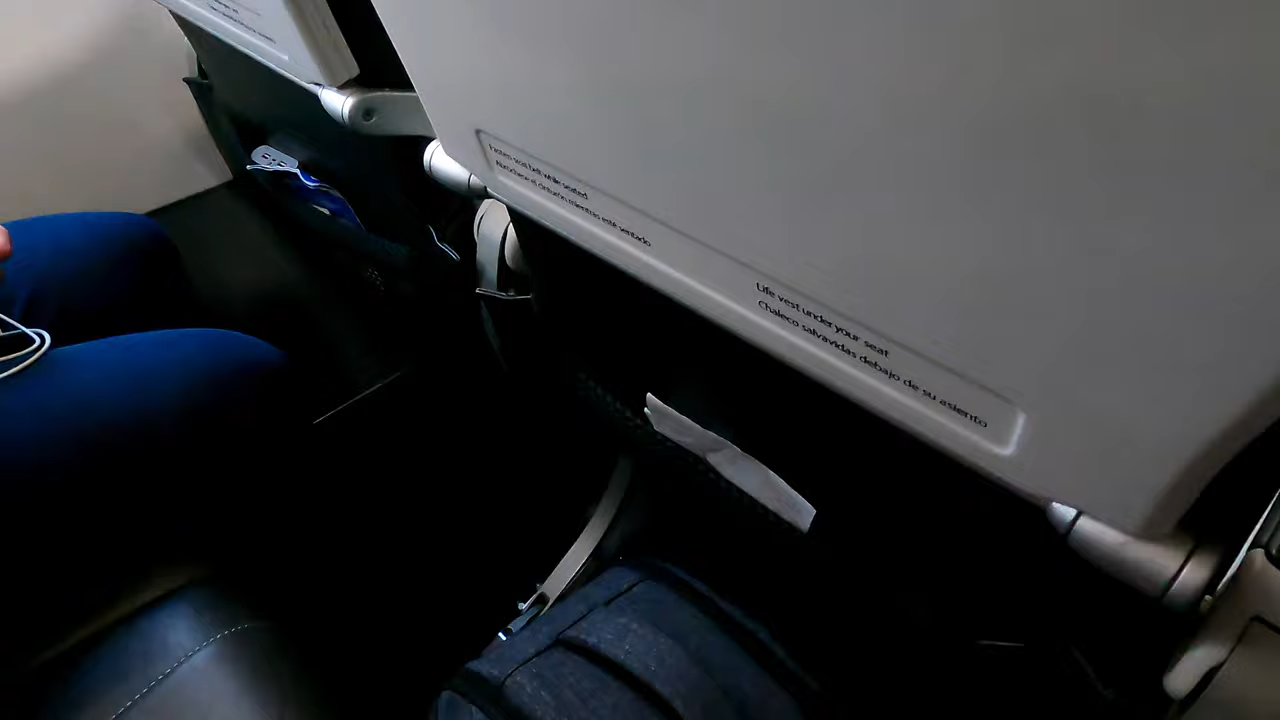 Fasten seat belt while seated
Abróchese el cinturón mientras esté sentado
Life vest under your seat
Chaleco salvavidas debajo de su asiento